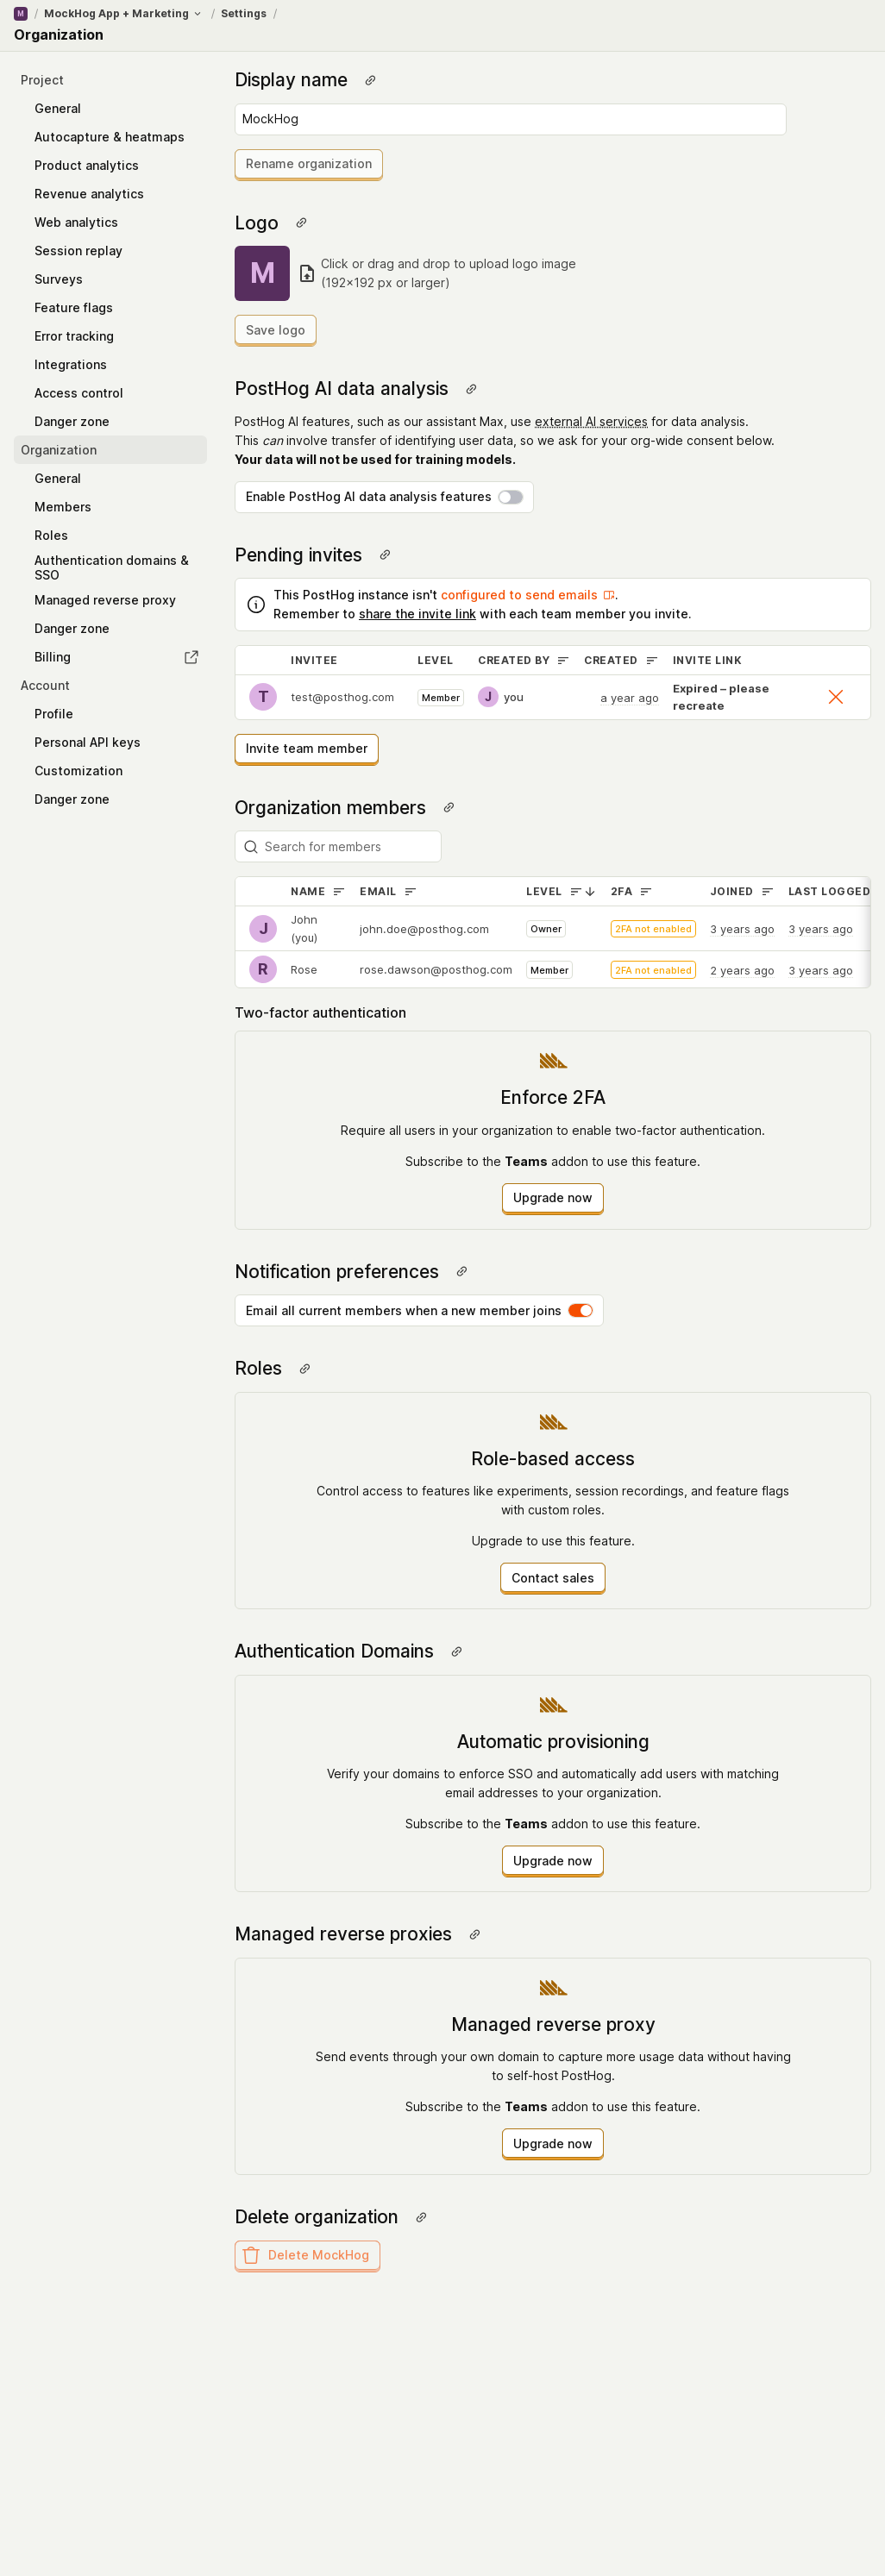 M / MockHog App + Marketing / Settings /
Organization
Project
General
Autocapture & heatmaps
Product analytics
Revenue analytics
Web analytics
Session replay
Surveys
Feature flags
Error tracking
Integrations
Access control
Danger zone
Organization
General
Members
Roles
Authentication domains &
SSO
Managed reverse proxy
Danger zone
Billing
Account
Profile
Personal API keys
Customization
Danger zone
Display name
MockHog
Rename organization
Logo
M
Click or drag and drop to upload logo image
(192×192 px or larger)
Save logo
PostHog AI data analysis
PostHog AI features, such as our assistant Max, use external AI services for data analysis.
This can involve transfer of identifying user data, so we ask for your org-wide consent below.
Your data will not be used for training models.
Enable PostHog AI data analysis features
Pending invites
This PostHog instance isn't configured to send emails.
Remember to share the invite link with each team member you invite.
INVITEE LEVEL CREATED BY CREATED INVITE LINK
T test@posthog.com Member J you a year ago Expired – please
recreate
Invite team member
Organization members
Search for members
NAME EMAIL LEVEL 2FA JOINED LAST LOGGED
J John
(you) john.doe@posthog.com Owner 2FA not enabled 3 years ago 3 years ago
R Rose rose.dawson@posthog.com Member 2FA not enabled 2 years ago 3 years ago
Two-factor authentication
Enforce 2FA
Require all users in your organization to enable two-factor authentication.
Subscribe to the Teams addon to use this feature.
Upgrade now
Notification preferences
Email all current members when a new member joins
Roles
Role-based access
Control access to features like experiments, session recordings, and feature flags
with custom roles.
Upgrade to use this feature.
Contact sales
Authentication Domains
Automatic provisioning
Verify your domains to enforce SSO and automatically add users with matching
email addresses to your organization.
Subscribe to the Teams addon to use this feature.
Upgrade now
Managed reverse proxies
Managed reverse proxy
Send events through your own domain to capture more usage data without having
to self-host PostHog.
Subscribe to the Teams addon to use this feature.
Upgrade now
Delete organization
Delete MockHog